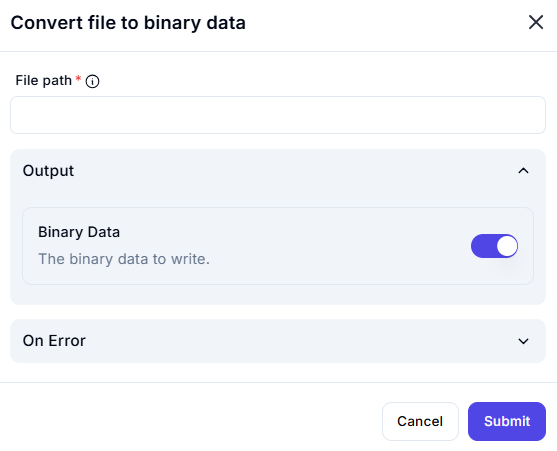 Convert file to binary data
File path *
Output
Binary Data
The binary data to write.
On Error
Cancel
Submit